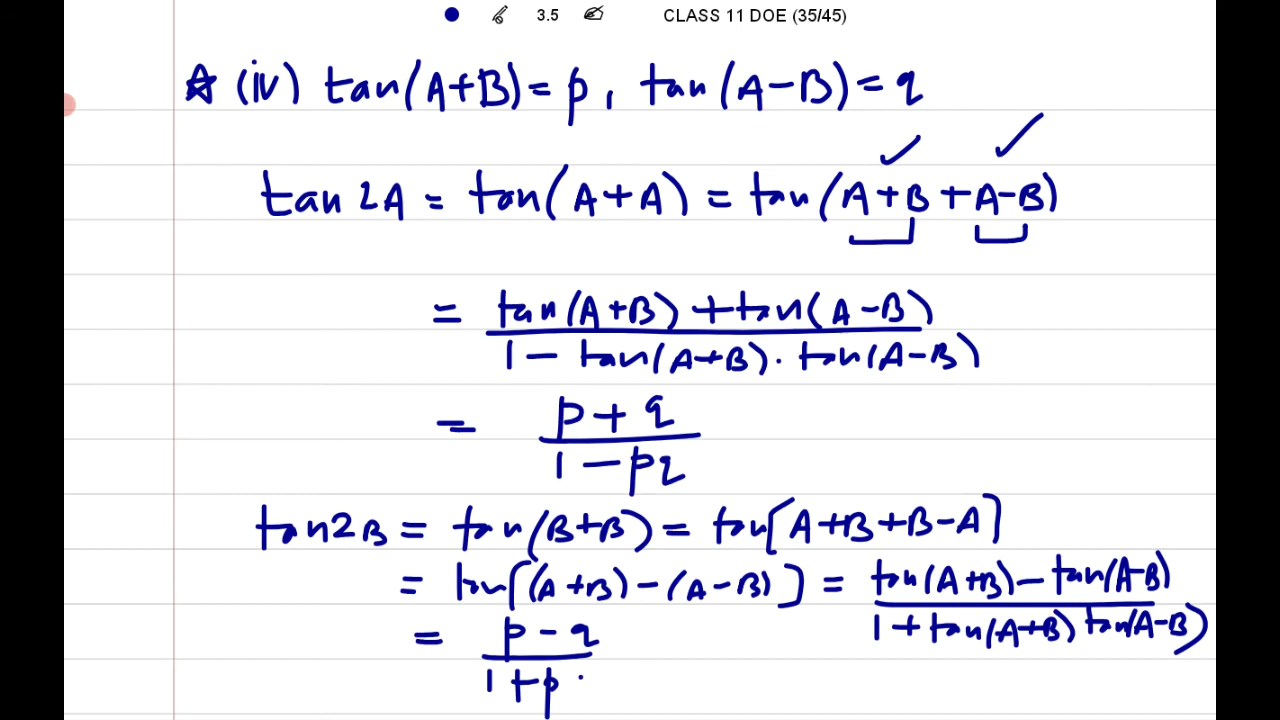 3.5 CLASS 11 DOE (35/45)
(iv) tan(A+B)= p, tan(A-B)= q
tan 2A = tan(A+A) = tan(A+B+A-B)
= tan(A+B)+tan(A-B) / 1 - tan(A+B). tan(A-B)
= p+q / 1-pq
tan2B = tan(B+B) = tan[A+B+B-A]
= tan[(A+B)-(A-B)] = tan(A+B)-tan(A-B) / 1+tan(A+B) tan(A-B)
= p-q / 1+p.